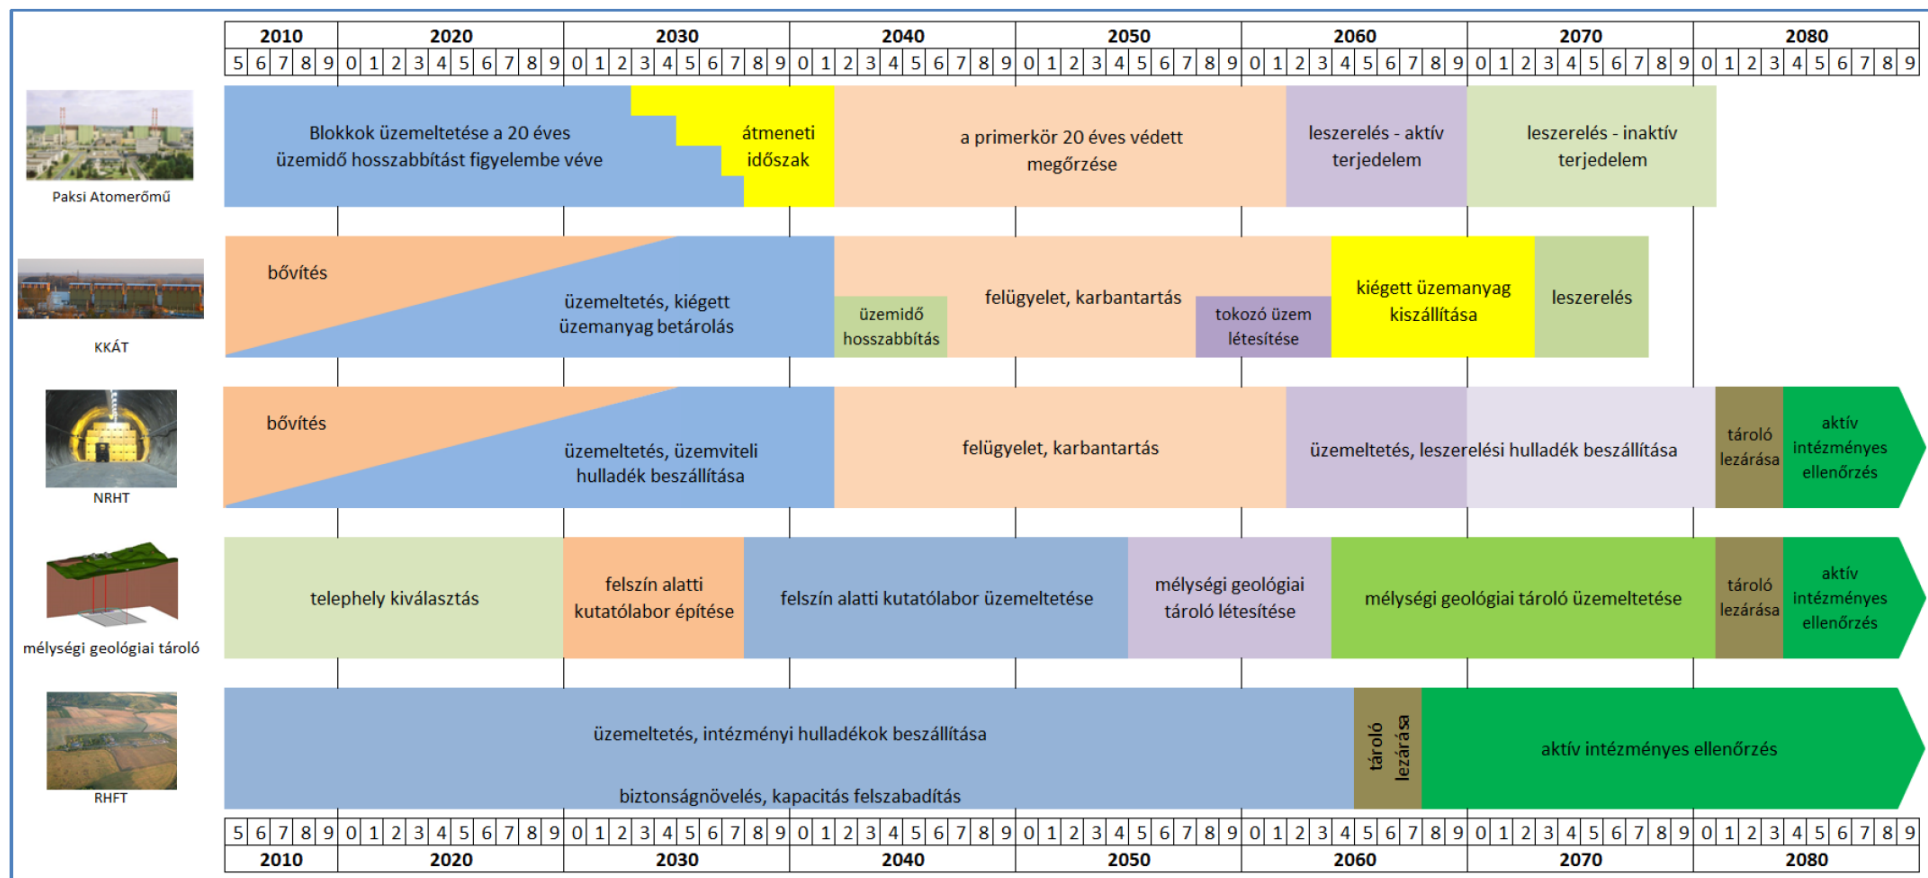 2010 2020 2030 2040 2050 2060 2070 2080
5 6 7 8 9 0 1 2 3 4 5 6 7 8 9 0 1 2 3 4 5 6 7 8 9 0 1 2 3 4 5 6 7 8 9 0 1 2 3 4 5 6 7 8 9 0 1 2 3 4 5 6 7 8 9 0 1 2 3 4 5 6 7 8 9 0 1 2 3 4 5 6 7 8 9
Paksi Atomerőmű
Blokkok üzemeltetése a 20 éves
üzemidő hosszabbítást figyelembe véve
átmeneti
időszak
a primerkör 20 éves védett
megőrzése
leszerelés - aktív
terjedelem
leszerelés - inaktív
terjedelem
KKÁT
bővítés
üzemeltetés, kiégett
üzemanyag betárolás
üzemidő
hosszabbítás
felügyelet, karbantartás
tokozó üzem
létesítése
kiégett üzemanyag
kiszállítása
leszerelés
NRHT
bővítés
üzemeltetés, üzemviteli
hulladék beszállítása
felügyelet, karbantartás
üzemeltetés, leszerelési hulladék beszállítása
tároló
lezárása
aktív
intézményes
ellenőrzés
mélységi geológiai tároló
telephely kiválasztás
felszín alatti
kutatólabor építése
felszín alatti kutatólabor üzemeltetése
mélységi geológiai
tároló létesítése
mélységi geológiai tároló üzemeltetése
tároló
lezárása
aktív
intézményes
ellenőrzés
RHFT
üzemeltetés, intézményi hulladékok beszállítása
biztonságnövelés, kapacitás felszabadítás
tároló
lezárása
aktív intézményes ellenőrzés
5 6 7 8 9 0 1 2 3 4 5 6 7 8 9 0 1 2 3 4 5 6 7 8 9 0 1 2 3 4 5 6 7 8 9 0 1 2 3 4 5 6 7 8 9 0 1 2 3 4 5 6 7 8 9 0 1 2 3 4 5 6 7 8 9 0 1 2 3 4 5 6 7 8 9
2010 2020 2030 2040 2050 2060 2070 2080